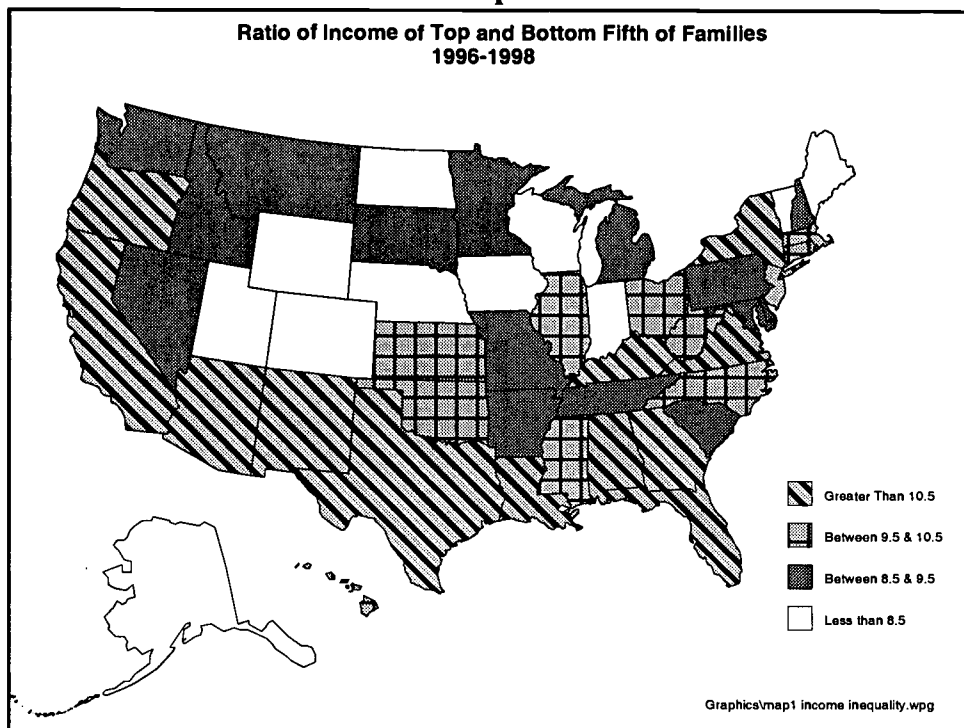 Ratio of Income of Top and Bottom Fifth of Families
1996-1998
Greater Than 10.5
Between 9.5 & 10.5
Between 8.5 & 9.5
Less than 8.5
Graphics\map1 income inequality.wpg